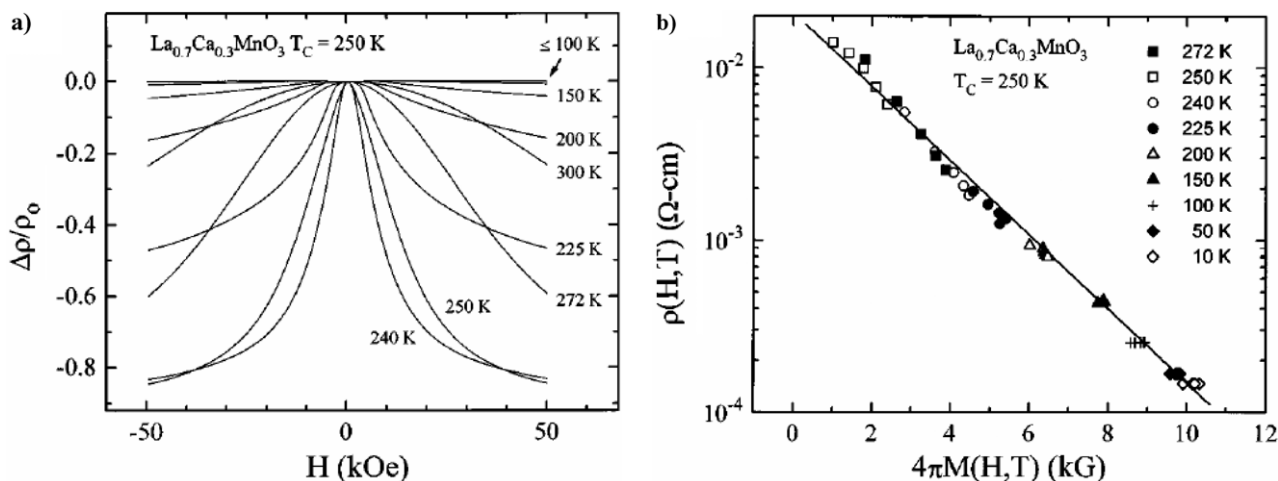 a)
La0.7Ca0.3MnO3 TC = 250 K
≤ 100 K
0.0
150 K
200 K
-0.2
300 K
-0.4
225 K
272 K
-0.6
250 K
240 K
-0.8
Δρ/ρo
-50
0
50
H (kOe)
b)
La0.7Ca0.3MnO3
TC = 250 K
272 K
250 K
240 K
225 K
200 K
150 K
100 K
50 K
10 K
10-2
10-3
10-4
ρ(H,T) (Ω-cm)
0
2
4
6
8
10
12
4πM(H,T) (kG)